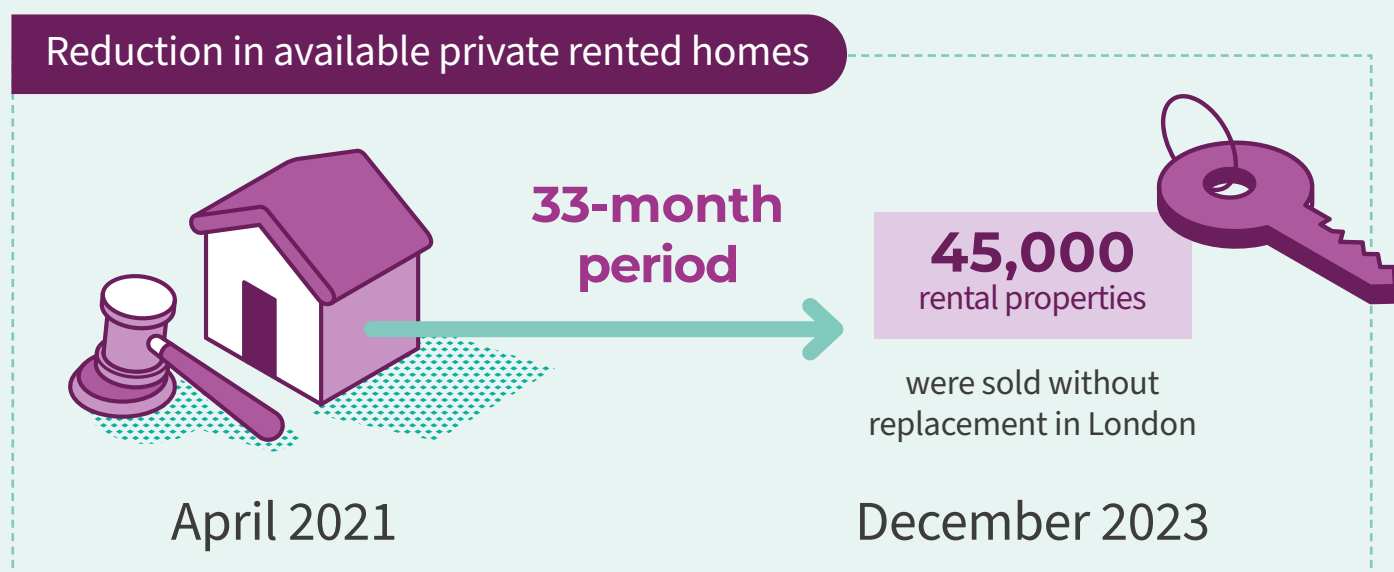 Reduction in available private rented homes
33-month
period
45,000
rental properties
were sold without
replacement in London
April 2021
December 2023